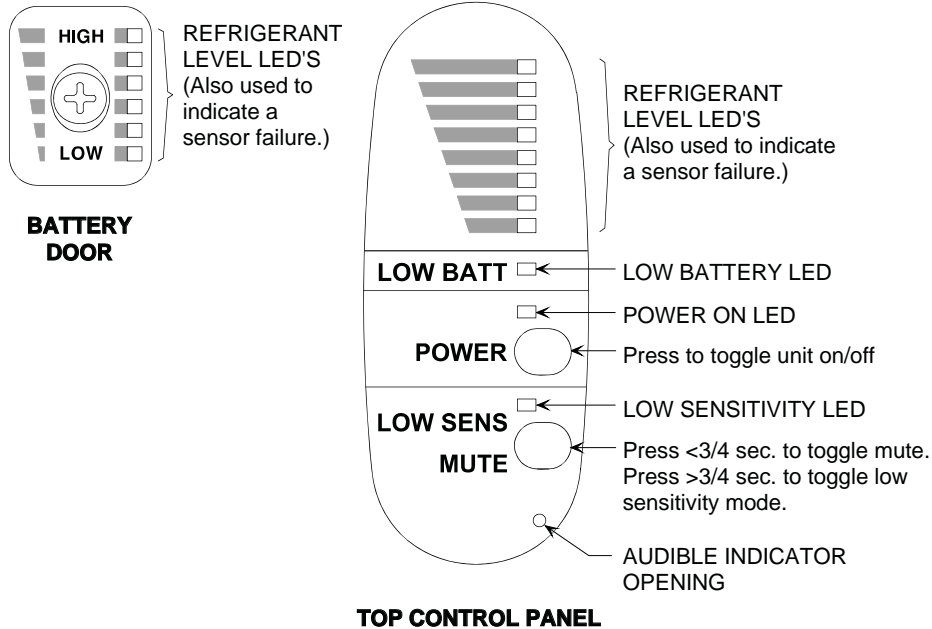 HIGH
LOW
REFRIGERANT
LEVEL LED'S
(Also used to
indicate a
sensor failure.)
BATTERY
DOOR
REFRIGERANT
LEVEL LED'S
(Also used to indicate
a sensor failure.)
LOW BATT
LOW BATTERY LED
POWER ON LED
POWER
Press to toggle unit on/off
LOW SENSITIVITY LED
LOW SENS
MUTE
Press <3/4 sec. to toggle mute.
Press >3/4 sec. to toggle low
sensitivity mode.
AUDIBLE INDICATOR
OPENING
TOP CONTROL PANEL